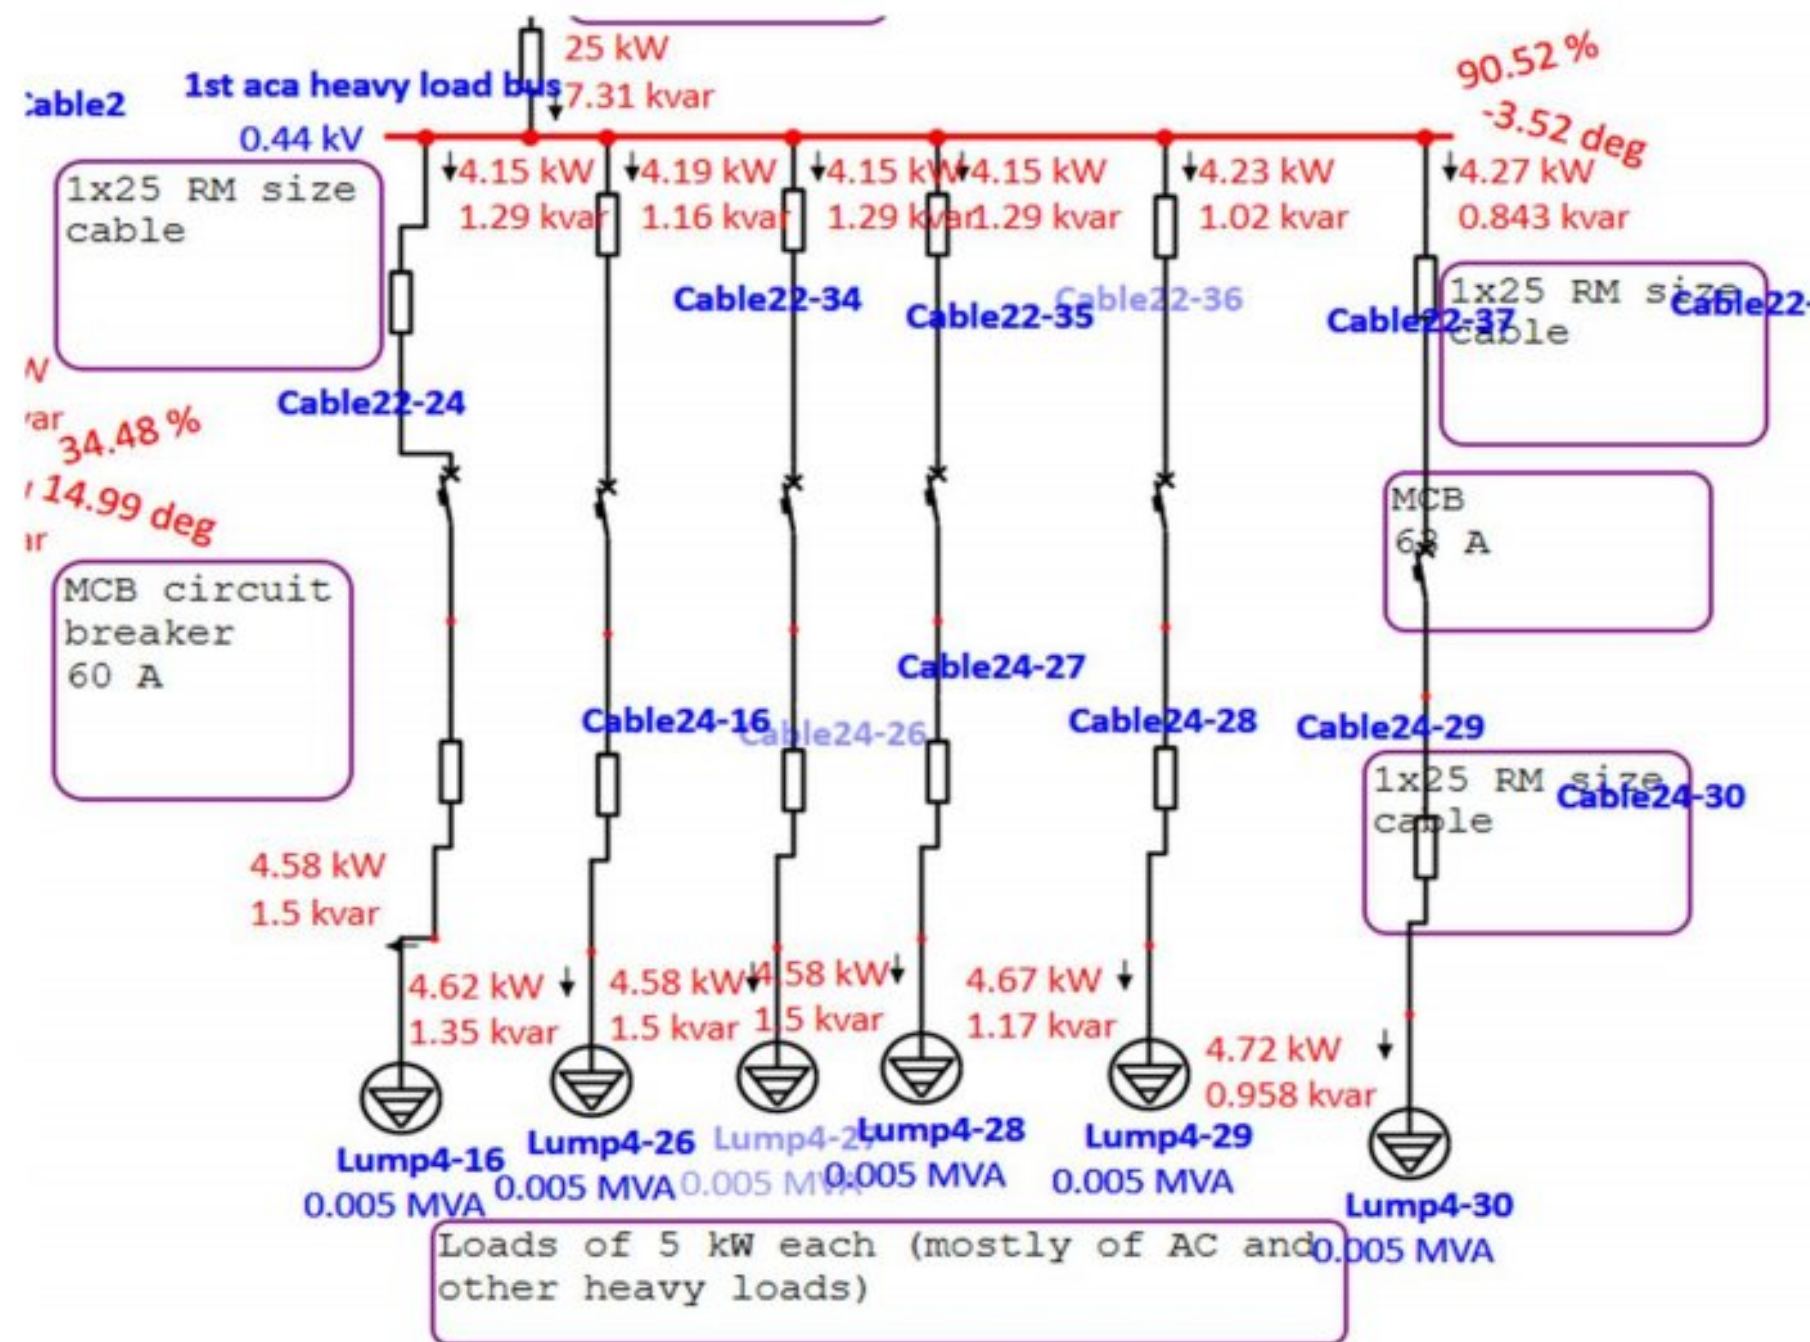 25 kW
7.31 kvar
90.52 %
-3.52 deg
Cable2
1st aca heavy load bus
0.44 kV
4.15 kW
1.29 kvar
4.19 kW
1.16 kvar
4.15 kW
1.29 kvar
4.15 kW
1.29 kvar
4.23 kW
1.02 kvar
4.27 kW
0.843 kvar
1x25 RM size
cable
Cable22-34
Cable22-35
Cable22-36
Cable22-37
1x25 RM size
cable
Cable22-
Cable22-24
var
34.48 %
14.99 deg
MCB
A
MCB circuit
breaker
60 A
Cable24-27
Cable24-16
Cable24-26
Cable24-28
Cable24-29
1x25 RM size
cable
Cable24-30
4.58 kW
1.5 kvar
4.62 kW
1.35 kvar
4.58 kW
1.5 kvar
4.58 kW
1.5 kvar
4.67 kW
1.17 kvar
4.72 kW
0.958 kvar
Lump4-16
0.005 MVA
Lump4-26
0.005 MVA
Lump4-27
0.005 MVA
Lump4-28
0.005 MVA
Lump4-29
0.005 MVA
Lump4-30
0.005 MVA
Loads of 5 kW each (mostly of AC and
other heavy loads)